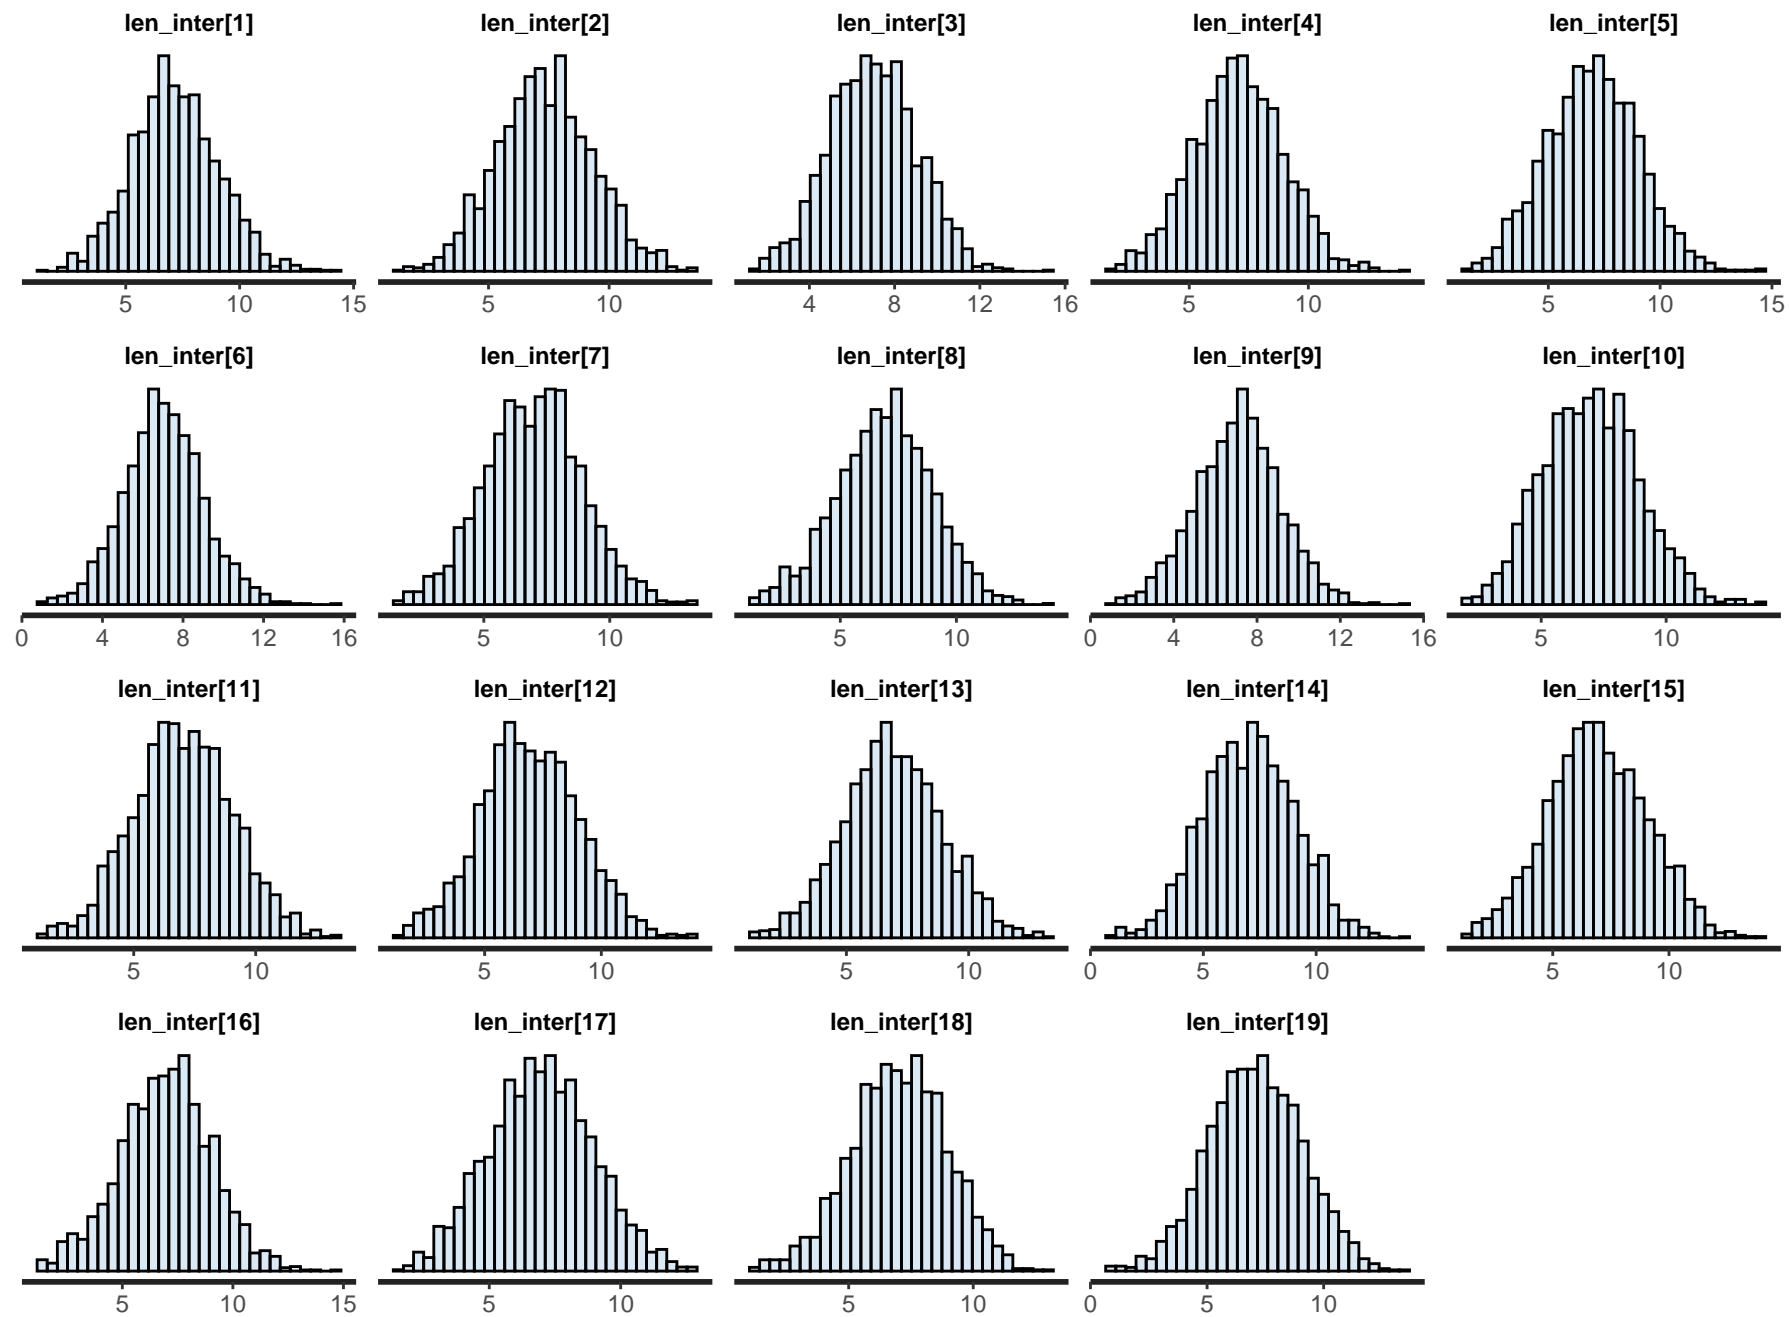 len_inter[1] len_inter[2] len_inter[3] len_inter[4] len_inter[5]
5 10 15 5 10 4 8 12 16 5 10 5 10 15
len_inter[6] len_inter[7] len_inter[8] len_inter[9] len_inter[10]
0 4 8 12 16 5 10 5 10 0 4 8 12 16 5 10
len_inter[11] len_inter[12] len_inter[13] len_inter[14] len_inter[15]
5 10 5 10 5 10 0 5 10 5 10
len_inter[16] len_inter[17] len_inter[18] len_inter[19]
5 10 15 5 10 5 10 0 5 10